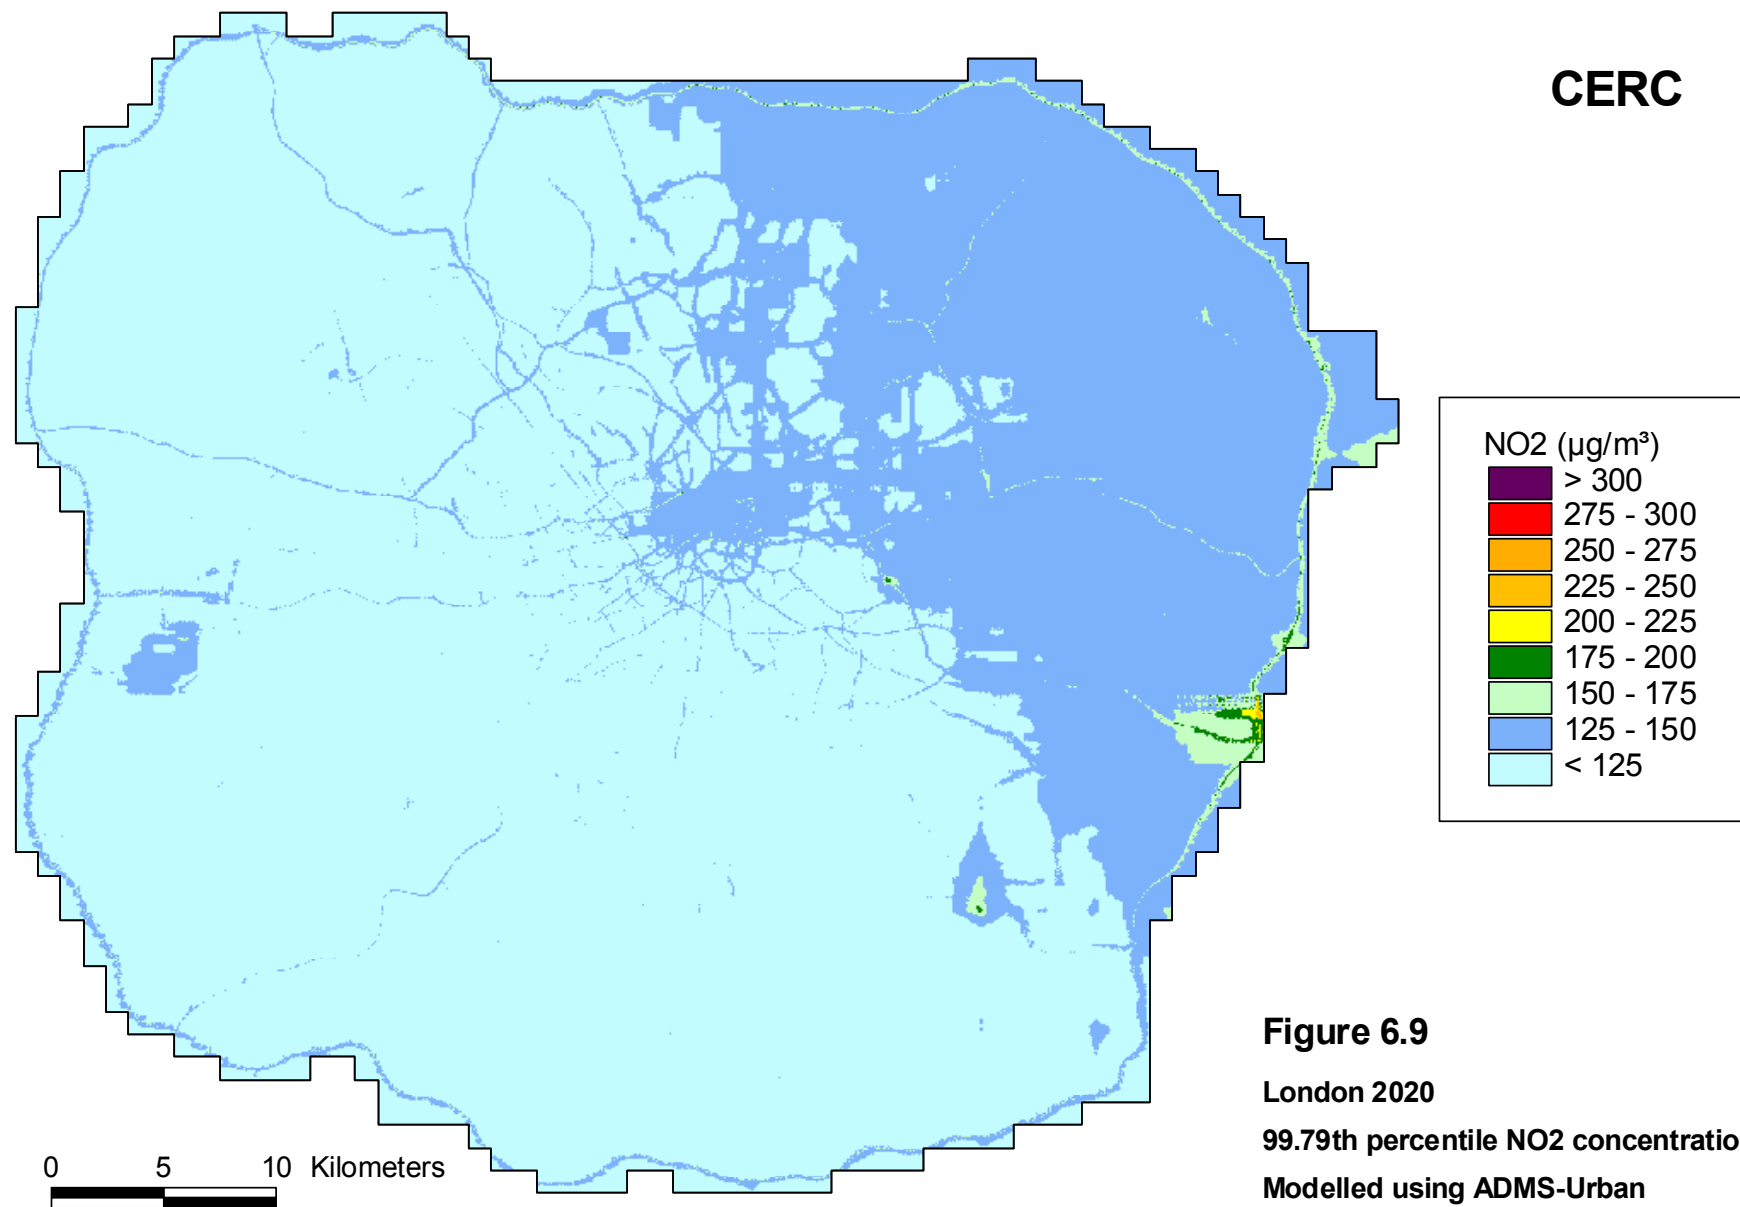 CERC
NO2 (µg/m³)
> 300
275 - 300
250 - 275
225 - 250
200 - 225
175 - 200
150 - 175
125 - 150
< 125
Figure 6.9
London 2020
99.79th percentile NO2 concentratio
Modelled using ADMS-Urban
0 5 10 Kilometers